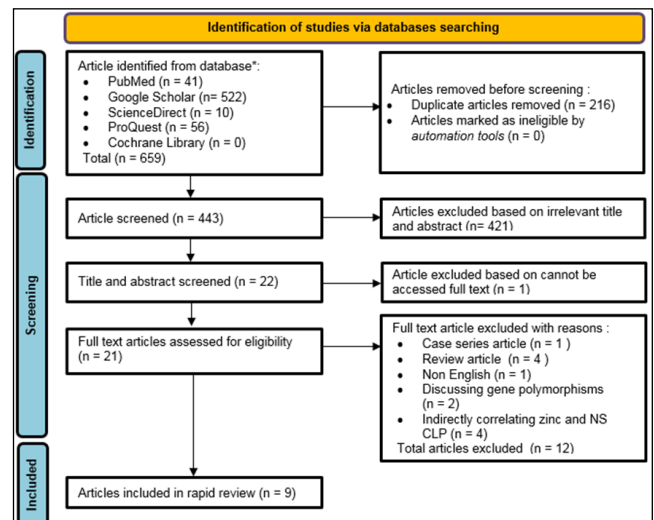 Identification of studies via databases searching
Identification
Article identified from database*:
• PubMed (n = 41)
• Google Scholar (n= 522)
• ScienceDirect (n = 10)
• ProQuest (n = 56)
• Cochrane Library (n = 0)
Total (n = 659)
Articles removed before screening :
• Duplicate articles removed (n = 216)
• Articles marked as ineligible by
automation tools (n = 0)
Screening
Article screened (n = 443)
Articles excluded based on irrelevant title
and abstract (n= 421)
Title and abstract screened (n = 22)
Article excluded based on cannot be
accessed full text (n = 1)
Full text articles assessed for eligibility
(n = 21)
Full text article excluded with reasons :
• Case series article (n = 1 )
• Review article (n = 4 )
• Non English (n = 1)
• Discussing gene polymorphisms
(n = 2)
• Indirectly correlating zinc and NS
CLP (n = 4)
Total articles excluded (n = 12)
Included
Articles included in rapid review (n = 9)